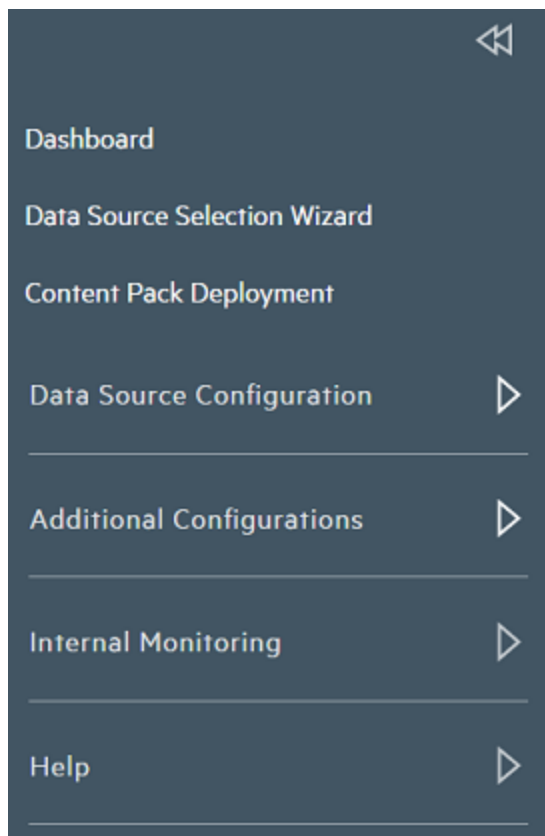 Dashboard
Data Source Selection Wizard
Content Pack Deployment
Data Source Configuration
Additional Configurations
Internal Monitoring
Help